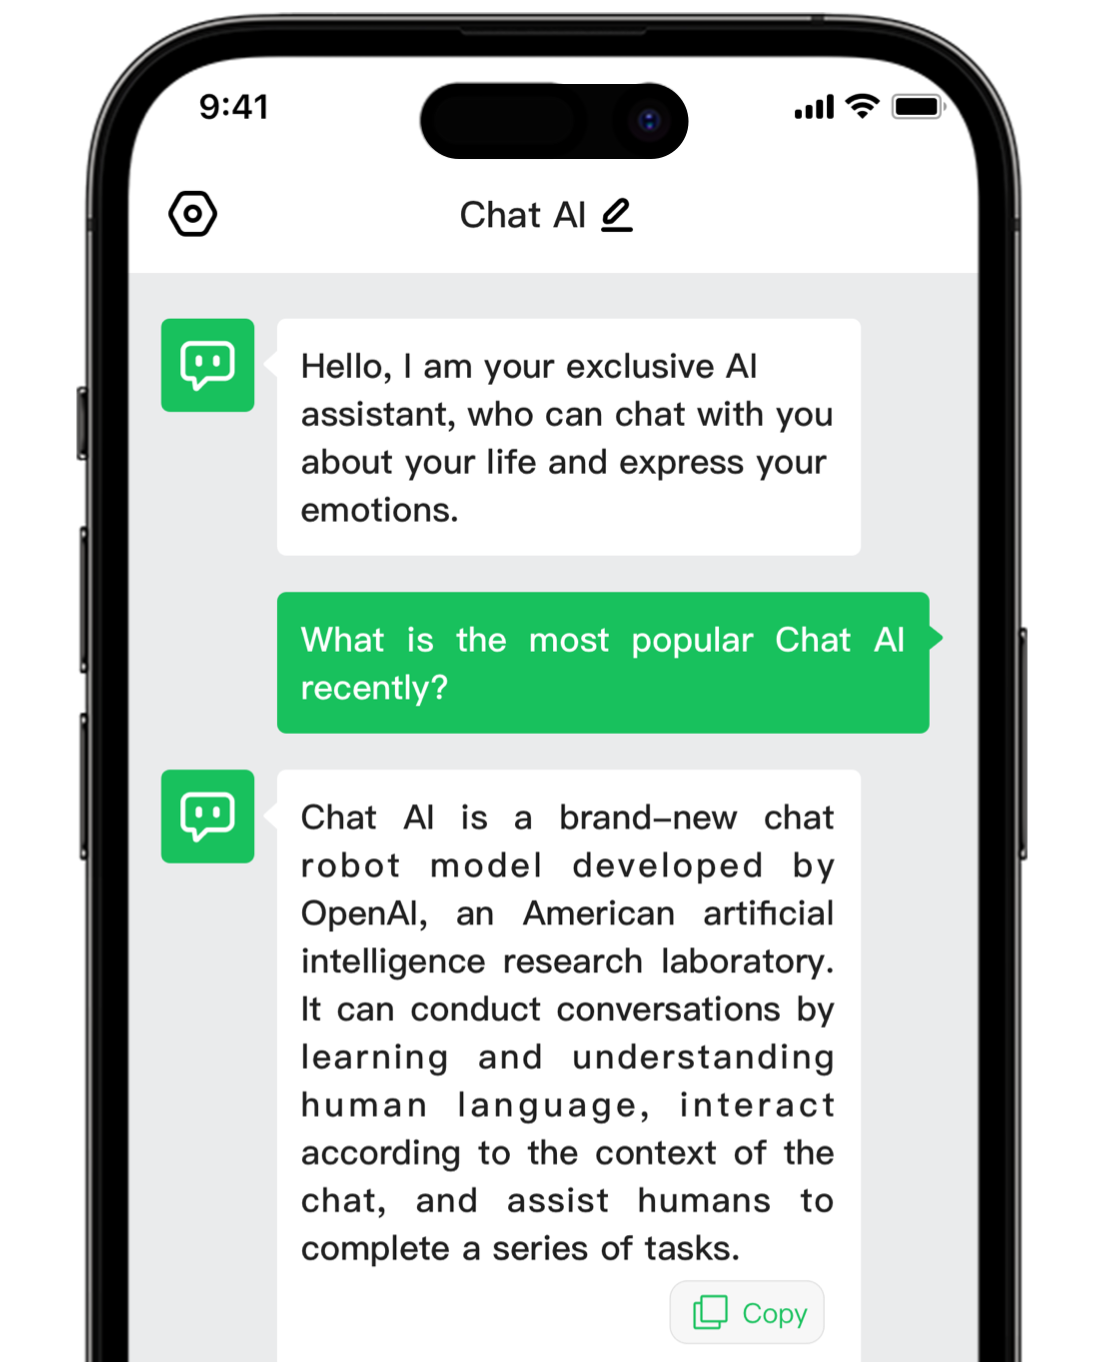 9:41
Chat AI
Hello, I am your exclusive AI
assistant, who can chat with you
about your life and express your
emotions.
What is the most popular Chat AI
recently?
Chat AI is a brand–new chat
robot model developed by
OpenAI, an American artificial
intelligence research laboratory.
It can conduct conversations by
learning and understanding
human language, interact
according to the context of the
chat, and assist humans to
complete a series of tasks.
Copy